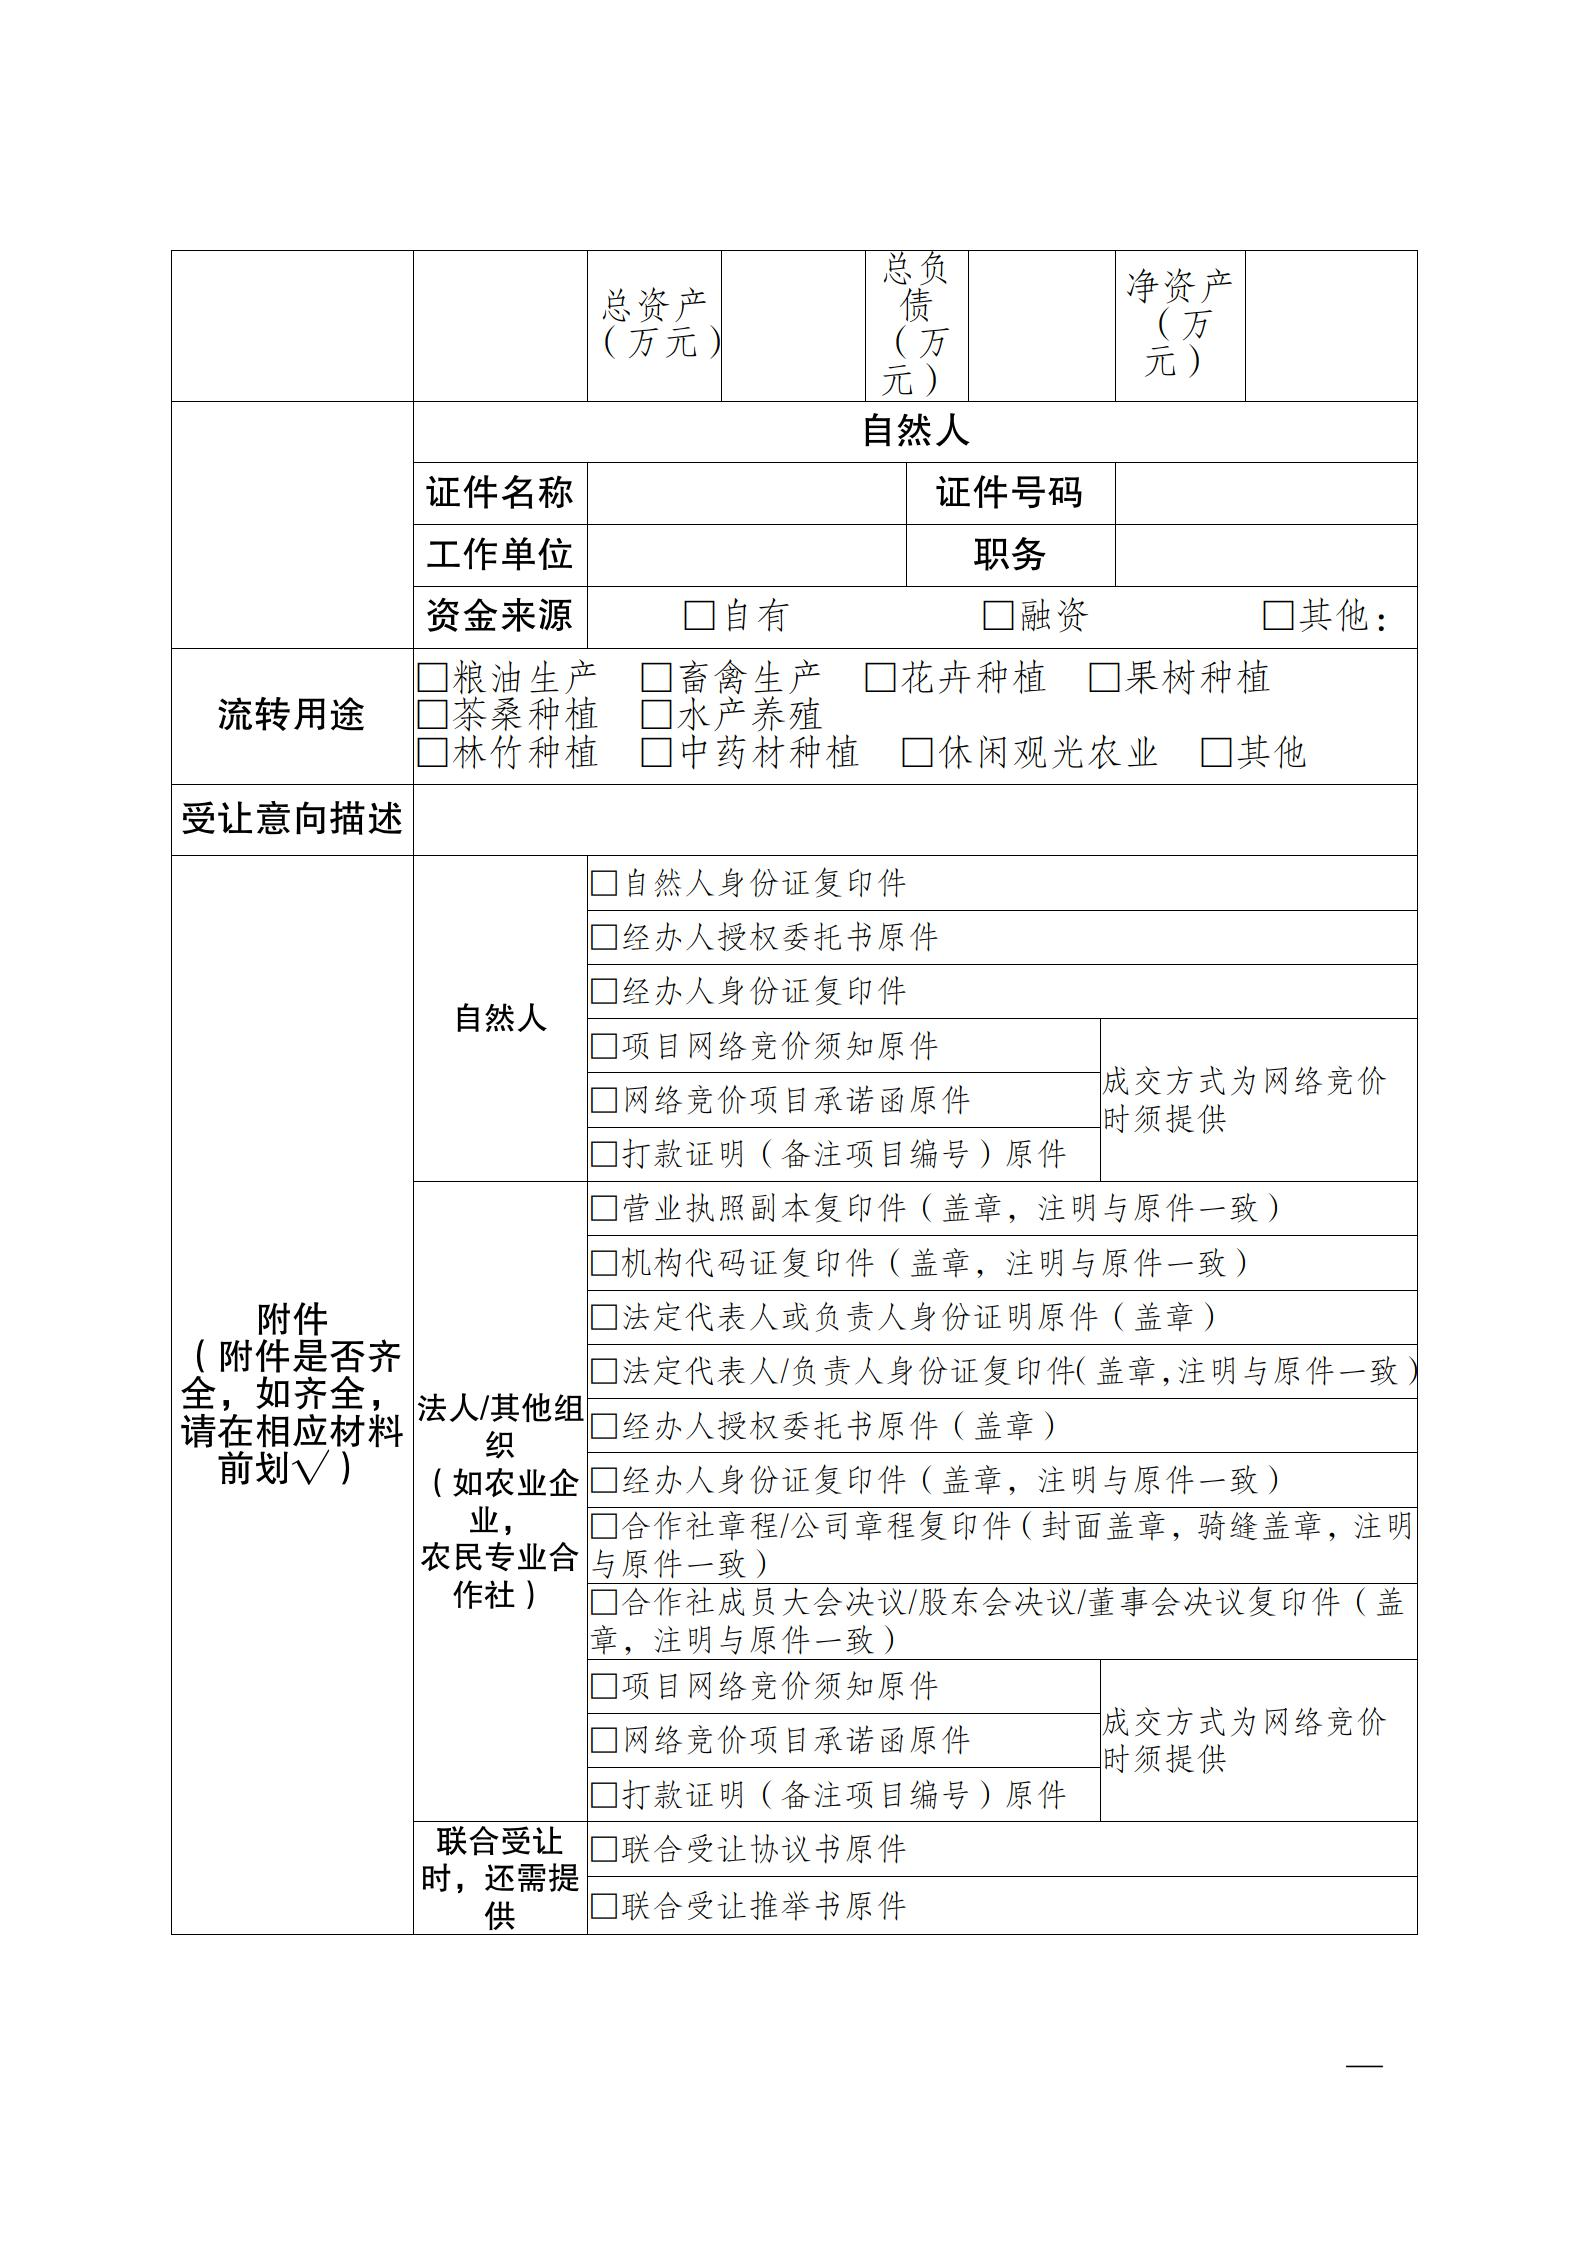 总资产
（万元）
总负
债
（万
元）
净资产
（万
元）
自然人
证件名称
证件号码
工作单位
职务
资金来源
□自有 □融资 □其他：
流转用途
□粮油生产 □畜禽生产 □花卉种植 □果树种植
□茶桑种植 □水产养殖
□林竹种植 □中药材种植 □休闲观光农业 □其他
受让意向描述
附件
（附件是否齐
全，如齐全，
请在相应材料
前划√）
自然人
□自然人身份证复印件
□经办人授权委托书原件
□经办人身份证复印件
□项目网络竞价须知原件
□网络竞价项目承诺函原件
□打款证明（备注项目编号）原件
成交方式为网络竞价
时须提供
法人/其他组
织
（如农业企
业，
农民专业合
作社）
□营业执照副本复印件（盖章，注明与原件一致）
□机构代码证复印件（盖章，注明与原件一致）
□法定代表人或负责人身份证明原件（盖章）
□法定代表人/负责人身份证复印件（盖章，注明与原件一致）
□经办人授权委托书原件（盖章）
□经办人身份证复印件（盖章，注明与原件一致）
□合作社章程/公司章程复印件（封面盖章，骑缝盖章，注明
与原件一致）
□合作社成员大会决议/股东会决议/董事会决议复印件（盖
章，注明与原件一致）
□项目网络竞价须知原件
□网络竞价项目承诺函原件
□打款证明（备注项目编号）原件
成交方式为网络竞价
时须提供
联合受让
时，还需提
供
□联合受让协议书原件
□联合受让推举书原件
—